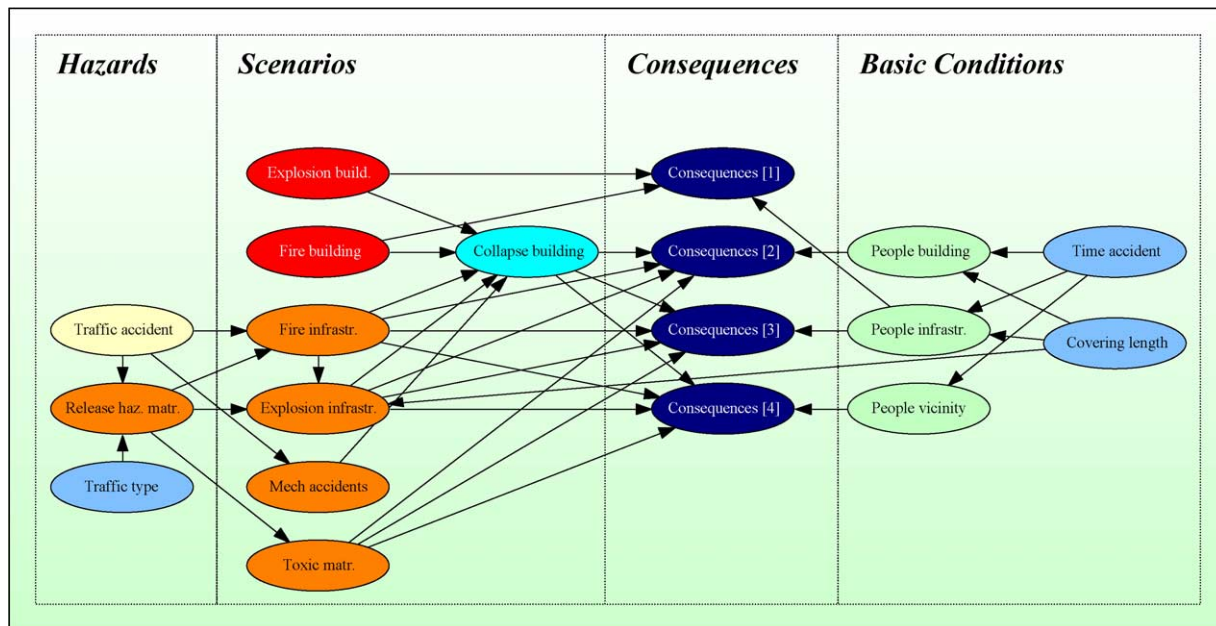 Hazards
Scenarios
Consequences
Basic Conditions
Explosion build.
Consequences [1]
Fire building
Collapse building
Consequences [2]
People building
Time accident
Traffic accident
Fire infrastr.
Consequences [3]
People infrastr.
Covering length
Release haz. matr.
Explosion infrastr.
Consequences [4]
People vicinity
Traffic type
Mech accidents
Toxic matr.